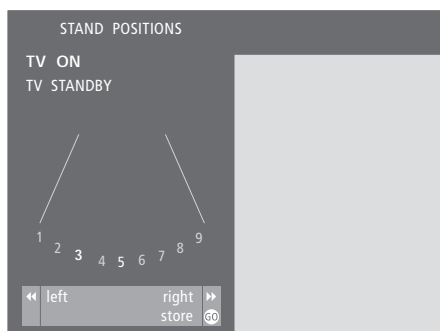 STAND POSITIONS
TV ON
TV STANDBY
1 2 3 4 5 6 7 8 9
left right
store GO